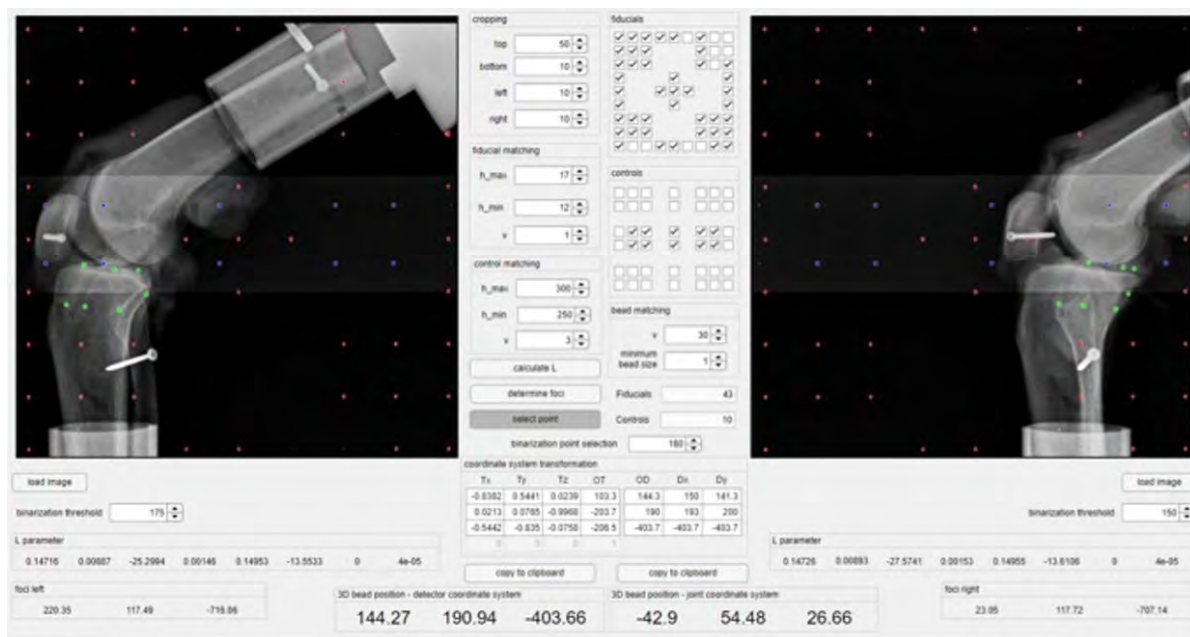 cropping
top 50
bottom 10
left 10
right 10
fiducial matching
h_max 17
h_min 12
v 1
control matching
h_max 300
h_min 250
v 3
calculate L
determine foci
select point
fiducials
controls
bead matching
v 30
minimum
bead size 1
Fiducials 43
Controls 10
binarization point selection 180
coordinate system transformation
Tx Ty Tz OT OD Dx Dy
-0.8382 0.5441 0.0239 103.3 144.3 150 141.3
0.0213 0.0765 -0.9968 -203.7 190 193 200
-0.5442 -0.835 -0.0758 -206.5 -403.7 -403.7 -403.7
0 0 0 1
copy to clipboard copy to clipboard
load image
binarization threshold 175
L parameter
0.14716 0.00887 -25.2994 0.00146 0.14953 -13.5533 0 4e-05
foci left
220.35 117.49 -716.06
3D bead position - detector coordinate system
144.27 190.94 -403.66
3D bead position - joint coordinate system
-42.9 54.48 26.66
load image
binarization threshold 150
L parameter
0.14726 0.00893 -27.5741 0.00153 0.14955 -13.6106 0 4e-05
foci right
23.05 117.72 -707.14